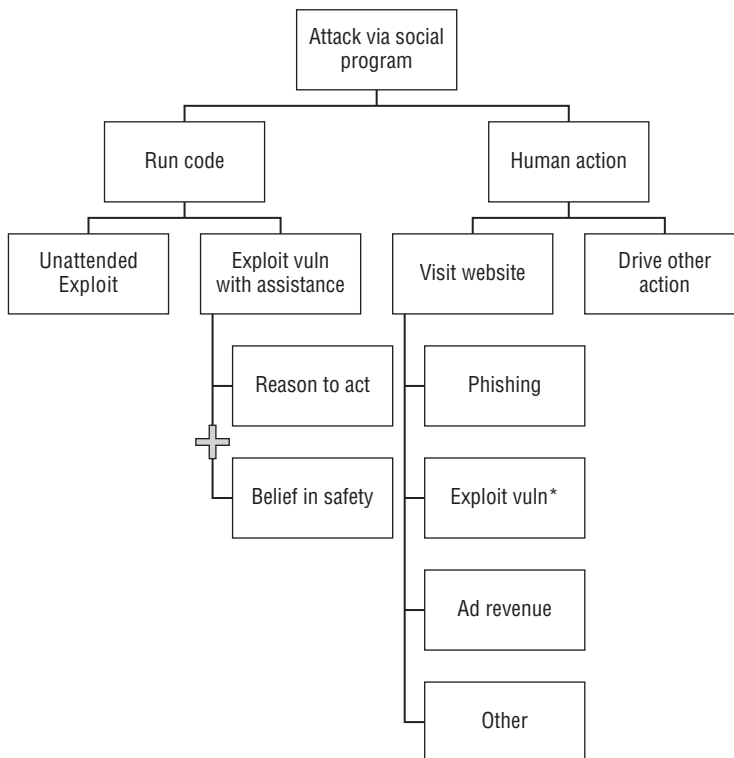 Attack via social
program
Run code
Human action
Unattended
Exploit
Exploit vuln
with assistance
Visit website
Drive other
action
Reason to act
Phishing
Belief in safety
Exploit vuln*
Ad revenue
Other